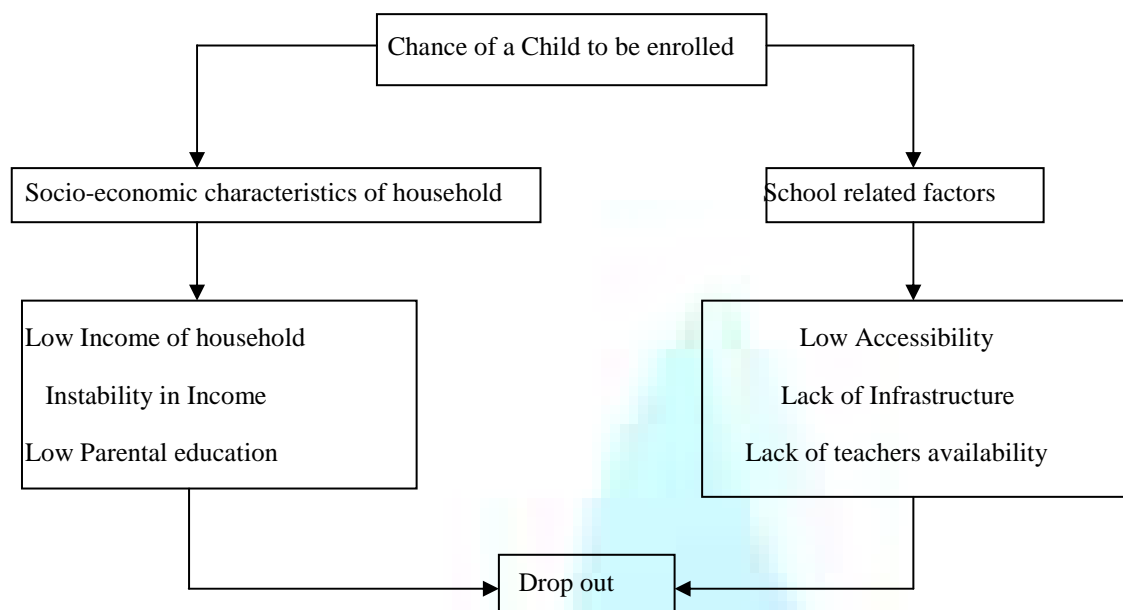 Chance of a Child to be enrolled
Socio-economic characteristics of household
School related factors
Low Income of household
Instability in Income
Low Parental education
Low Accessibility
Lack of Infrastructure
Lack of teachers availability
Drop out